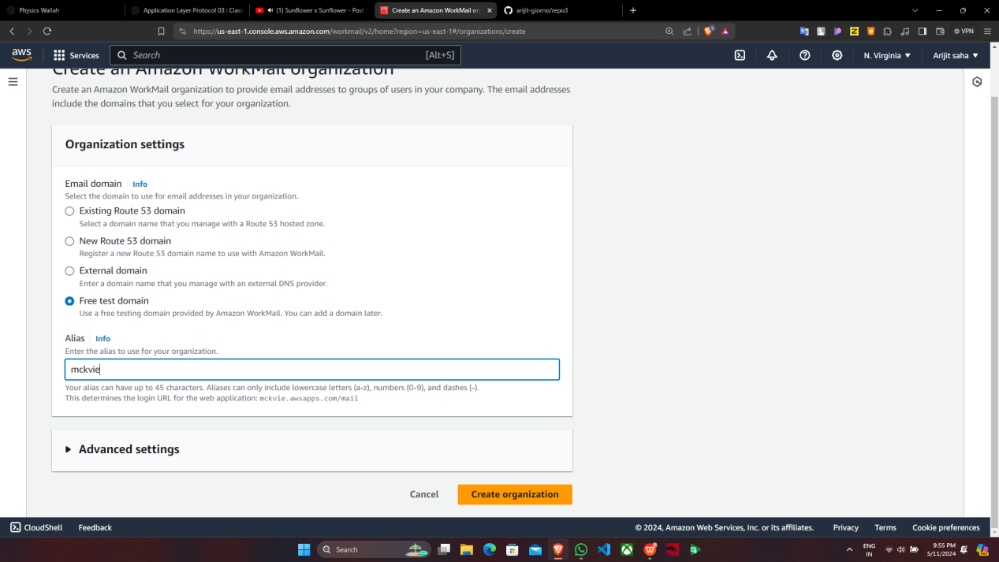 Physics Wallah
Application Layer Protocol 03 : Class
(1) Sunflower x Sunflower - Post
Create an Amazon WorkMail org
arijit-giorno/repo3
https://us-east-1.console.aws.amazon.com/workmail/v2/home?region=us-east-1#/organizations/create
VPN
aws
Services
Search
[Alt+S]
N. Virginia
Arijit saha
Create an Amazon WorkMail organization
Create an Amazon WorkMail organization to provide email addresses to groups of users in your company. The email addresses
include the domains that you select for your organization.
Organization settings
Email domain
Info
Select the domain to use for email addresses in your organization.
Existing Route 53 domain
Select a domain name that you manage with a Route 53 hosted zone.
New Route 53 domain
Register a new Route 53 domain name to use with Amazon WorkMail.
External domain
Enter a domain name that you manage with an external DNS provider.
Free test domain
Use a free testing domain provided by Amazon WorkMail. You can add a domain later.
Alias
Info
Enter the alias to use for your organization.
mckvie
Your alias can have up to 45 characters. Aliases can only include lowercase letters (a-z), numbers (0-9), and dashes (-).
This determines the login URL for the web application: mckvie.awsapps.com/mail
Advanced settings
Cancel
Create organization
CloudShell
Feedback
© 2024, Amazon Web Services, Inc. or its affiliates.
Privacy
Terms
Cookie preferences
Search
ENG
IN
9:55 PM
5/11/2024